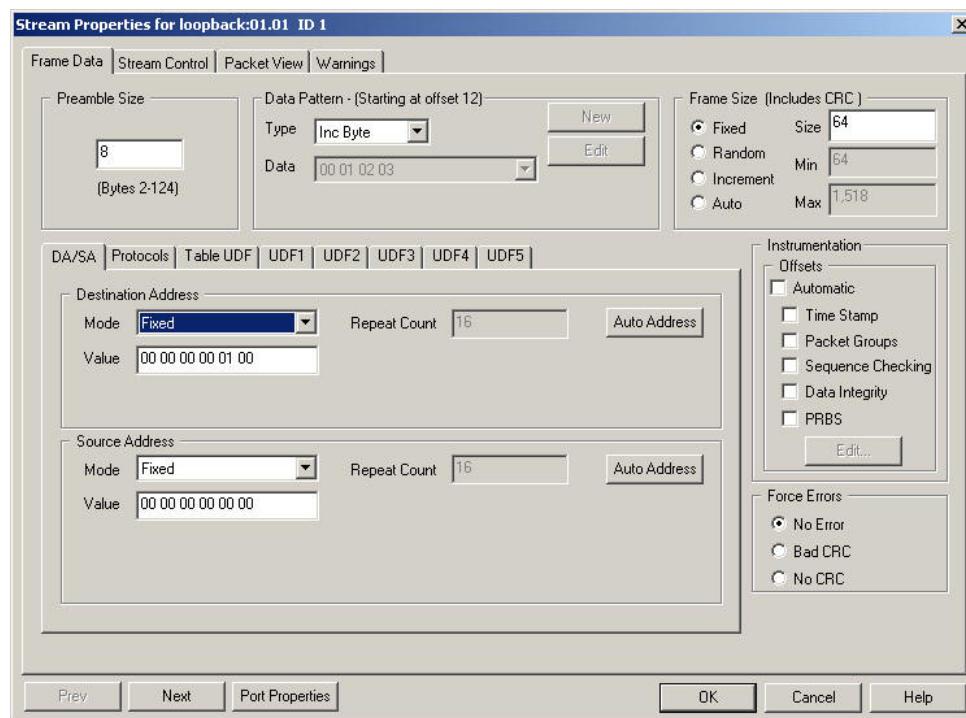 Stream Properties for loopback:01.01 ID 1
Frame Data Stream Control Packet View Warnings
Preamble Size
8
(Bytes 2-124)
Data Pattern - (Starting at offset 12)
Type Inc Byte
Data 00 01 02 03
New
Edit
Frame Size (Includes CRC )
Fixed
Random
Increment
Auto
Size 64
Min 64
Max 1,518
DA/SA Protocols Table UDF UDF1 UDF2 UDF3 UDF4 UDF5
Destination Address
Mode Fixed Repeat Count 16 Auto Address
Value 00 00 00 00 01 00
Source Address
Mode Fixed Repeat Count 16 Auto Address
Value 00 00 00 00 00 00
Instrumentation
Offsets
Automatic
Time Stamp
Packet Groups
Sequence Checking
Data Integrity
PRBS
Edit...
Force Errors
No Error
Bad CRC
No CRC
Prev Next Port Properties OK Cancel Help